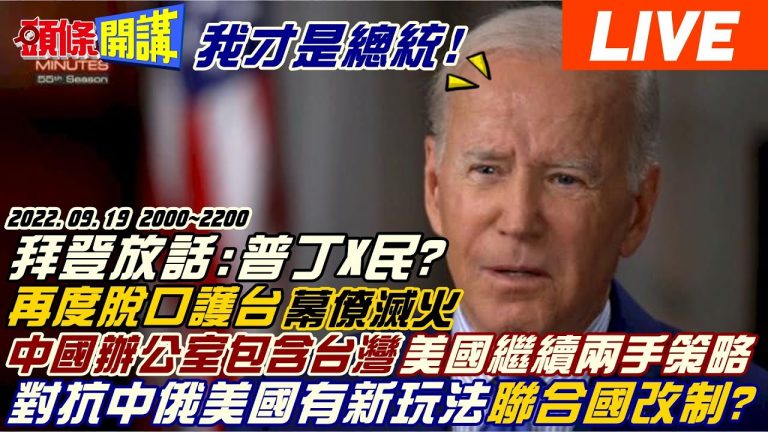 頭條開講 我才是總統! LIVE
MINUTES
55th Season
2022.09.19 2000~2200
拜登放話:普丁X民?
再度脫口護台 幕僚滅火
中國辦公室包含台灣 美國繼續兩手策略
對抗中俄美國有新玩法 聯合國改制?